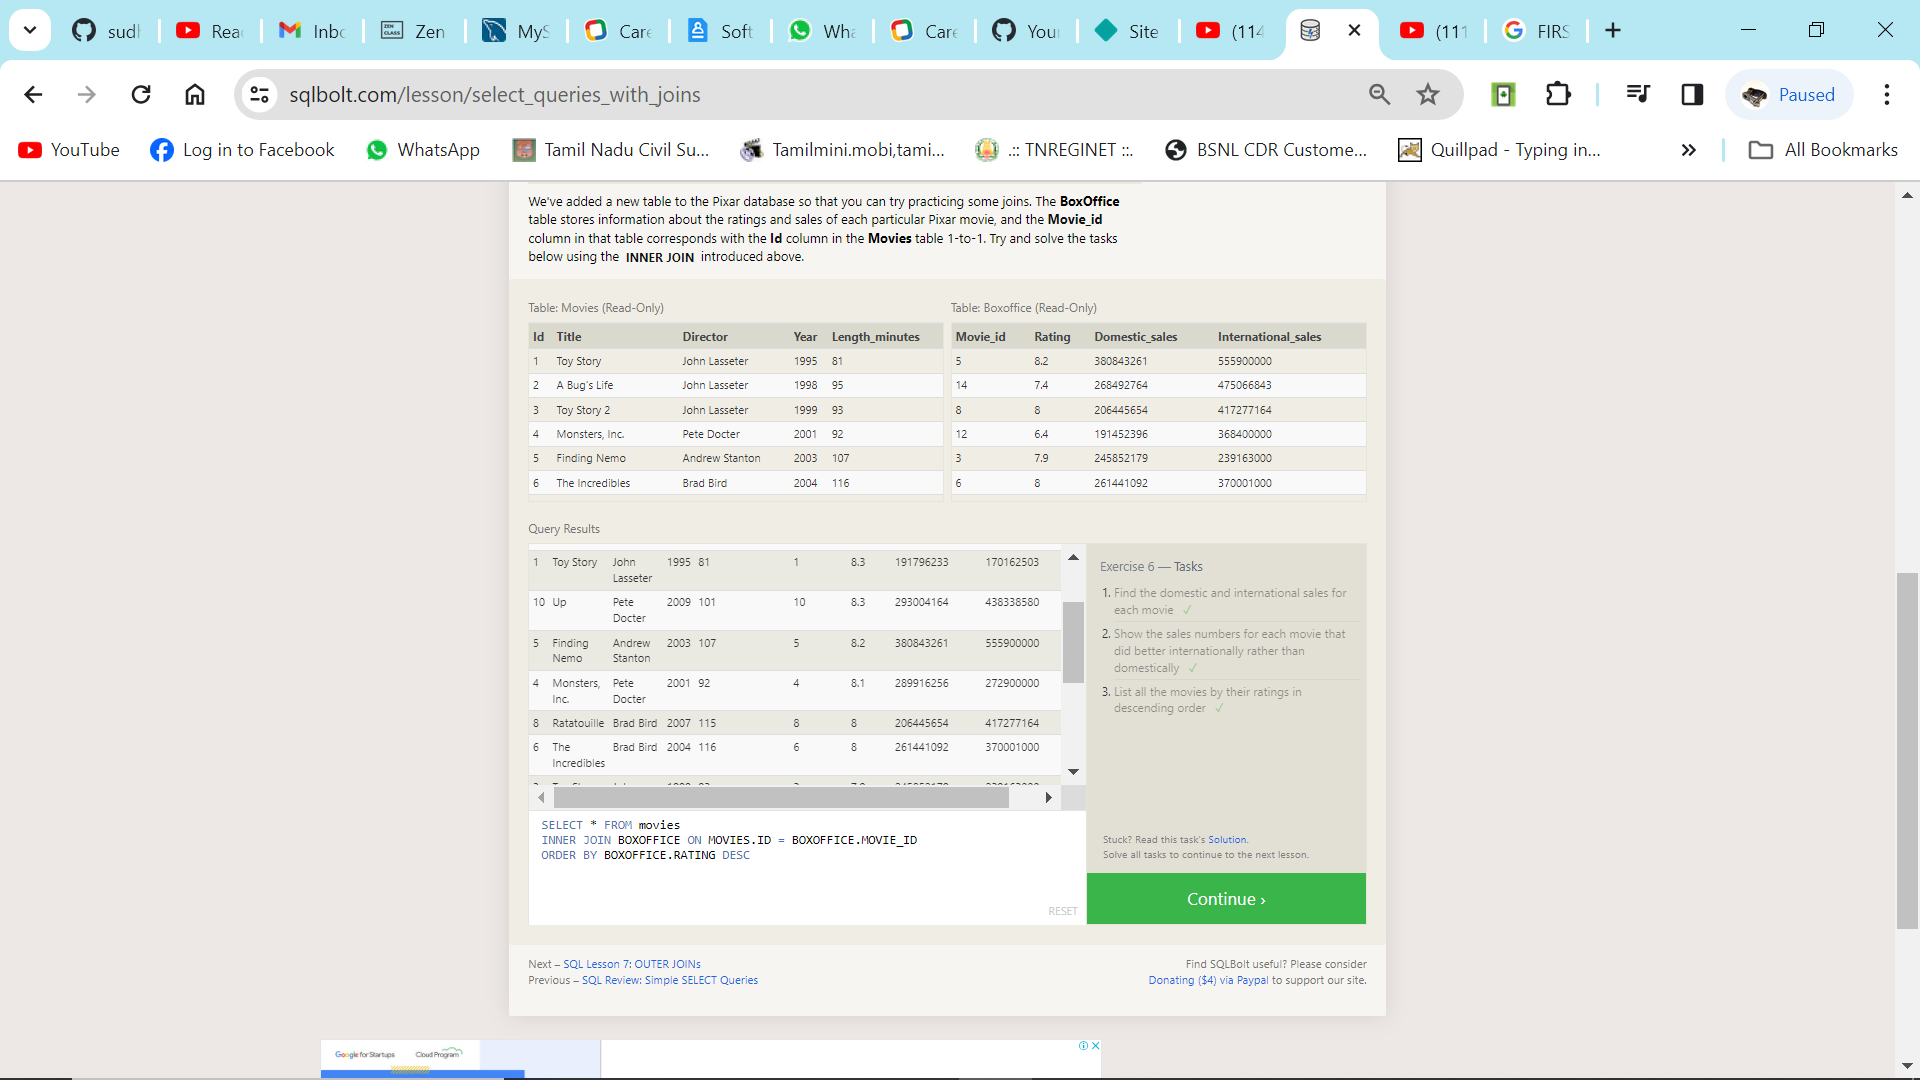 sudh
Reac
Inbo
Zen
MyS
Care
Soft
Wha
Care
Your
Site
(114
(111
FIRS
sqlbolt.com/lesson/select_queries_with_joins
Paused
YouTube
Log in to Facebook
WhatsApp
Tamil Nadu Civil Su...
Tamilmini.mobi,tami...
.:: TNREGINET ::.
BSNL CDR Custome...
Quillpad - Typing in...
All Bookmarks
We've added a new table to the Pixar database so that you can try practicing some joins. The BoxOffice
table stores information about the ratings and sales of each particular Pixar movie, and the Movie_id
column in that table corresponds with the Id column in the Movies table 1-to-1. Try and solve the tasks
below using the INNER JOIN introduced above.
Table: Movies (Read-Only)
Id Title Director Year Length_minutes
1 Toy Story John Lasseter 1995 81
2 A Bug's Life John Lasseter 1998 95
3 Toy Story 2 John Lasseter 1999 93
4 Monsters, Inc. Pete Docter 2001 92
5 Finding Nemo Andrew Stanton 2003 107
6 The Incredibles Brad Bird 2004 116
Table: Boxoffice (Read-Only)
Movie_id Rating Domestic_sales International_sales
5 8.2 380843261 555900000
14 7.4 268492764 475066843
8 8 206445654 417277164
12 6.4 191452396 368400000
3 7.9 245852179 239163000
6 8 261441092 370001000
Query Results
1 Toy Story John Lasseter 1995 81 1 8.3 191796233 170162503
10 Up Pete Docter 2009 101 10 8.3 293004164 438338580
5 Finding Nemo Andrew Stanton 2003 107 5 8.2 380843261 555900000
4 Monsters, Inc. Pete Docter 2001 92 4 8.1 289916256 272900000
8 Ratatouille Brad Bird 2007 115 8 8 206445654 417277164
6 The Incredibles Brad Bird 2004 116 6 8 261441092 370001000
Exercise 6 — Tasks
1. Find the domestic and international sales for
each movie ✓
2. Show the sales numbers for each movie that
did better internationally rather than
domestically ✓
3. List all the movies by their ratings in
descending order ✓
Stuck? Read this task's Solution.
Solve all tasks to continue to the next lesson.
Continue ›
SELECT * FROM movies
INNER JOIN BOXOFFICE ON MOVIES.ID = BOXOFFICE.MOVIE_ID
ORDER BY BOXOFFICE.RATING DESC
RESET
Next – SQL Lesson 7: OUTER JOINs
Previous – SQL Review: Simple SELECT Queries
Find SQLBolt useful? Please consider
Donating ($4) via Paypal to support our site.
Google for Startups Cloud Program